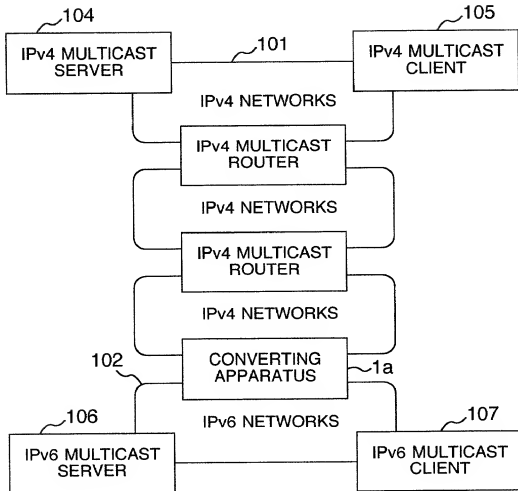 104
101
105
IPv4 MULTICAST
SERVER
IPv4 MULTICAST
CLIENT
IPv4 NETWORKS
IPv4 MULTICAST
ROUTER
IPv4 NETWORKS
IPv4 MULTICAST
ROUTER
IPv4 NETWORKS
CONVERTING
APPARATUS
102
1a
106
IPv6 NETWORKS
107
IPv6 MULTICAST
SERVER
IPv6 MULTICAST
CLIENT